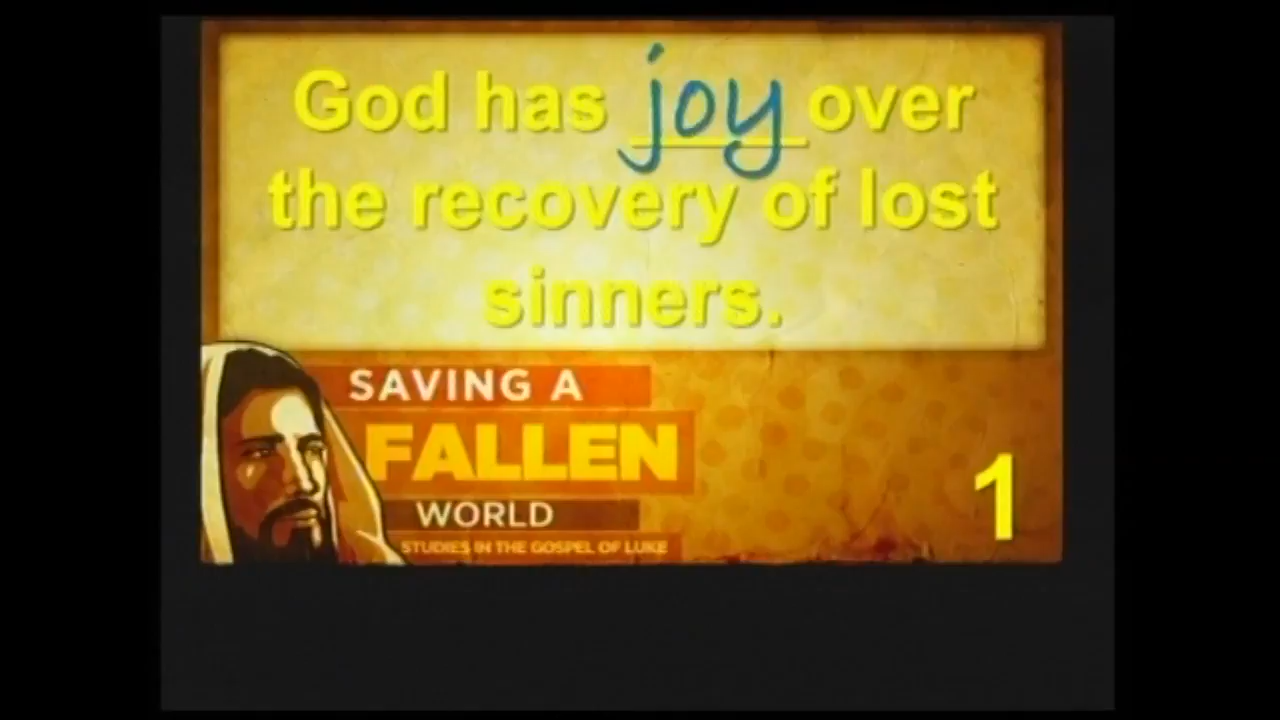 God has joy over
the recovery of lost
sinners.
SAVING A
FALLEN
WORLD
STUDIES IN THE GOSPEL OF LUKE
1